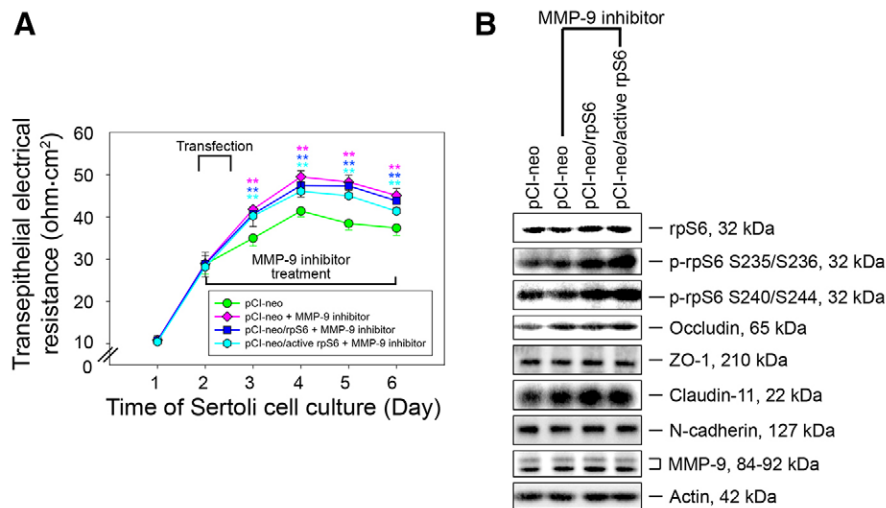 A
Transepithelial electrical
resistance (ohm·cm²)
60
50
40
30
20
10
0
Transfection
**
**
**
**
**
**
**
**
**
**
**
**
MMP-9 inhibitor
treatment
pCI-neo
pCI-neo + MMP-9 inhibitor
pCI-neo/rpS6 + MMP-9 inhibitor
pCI-neo/active rpS6 + MMP-9 inhibitor
1 2 3 4 5 6
Time of Sertoli cell culture (Day)
B
MMP-9 inhibitor
pCI-neo
pCI-neo
pCI-neo/rpS6
pCI-neo/active rpS6
rpS6, 32 kDa
p-rpS6 S235/S236, 32 kDa
p-rpS6 S240/S244, 32 kDa
Occludin, 65 kDa
ZO-1, 210 kDa
Claudin-11, 22 kDa
N-cadherin, 127 kDa
MMP-9, 84-92 kDa
Actin, 42 kDa